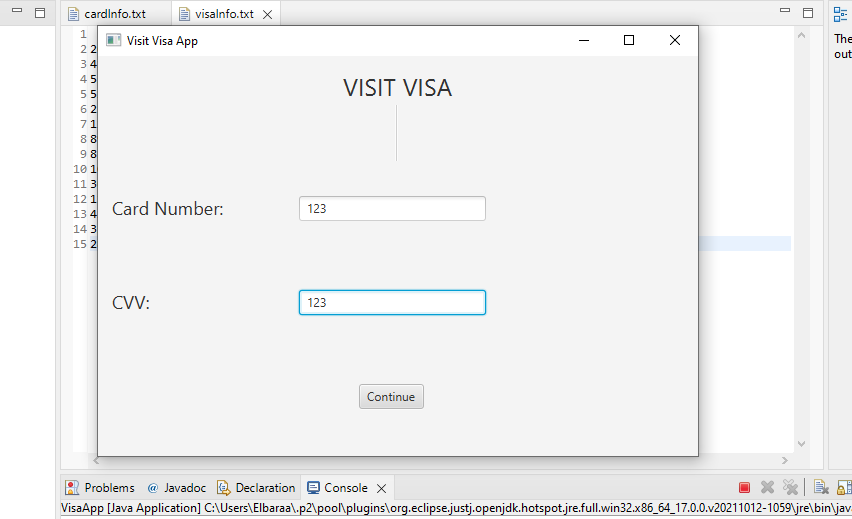 cardInfo.txt
visaInfo.txt
The
out
Visit Visa App
1
2 2
3 4
4 5
5 5
6 2
7 1
8 8
9 8
10 1
11 3
12 1
13 4
14 3
15 2
VISIT VISA
Card Number:
123
CVV:
123
Continue
Problems
@ Javadoc
Declaration
Console
VisaApp [Java Application] C:\Users\Elbaraa\.p2\pool\plugins\org.eclipse.justj.openjdk.hotspot.jre.full.win32.x86_64_17.0.0.v20211012-1059\jre\bin\java